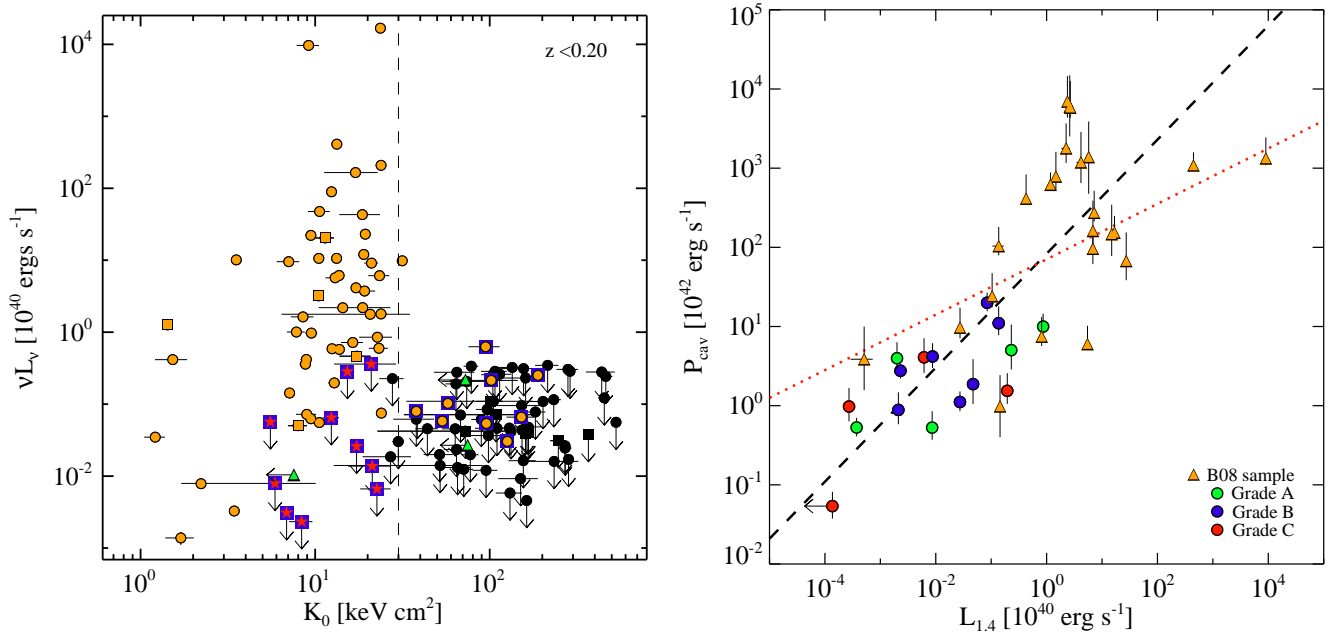 z <0.20
νL_ν [10^40 ergs s^-1]
10^4
10^2
10^0
10^-2
10^0
10^1
10^2
K_0 [keV cm^2]
P_cav [10^42 erg s^-1]
10^5
10^4
10^3
10^2
10^1
10^0
10^-1
10^-2
B08 sample
Grade A
Grade B
Grade C
10^-4
10^-2
10^0
10^2
10^4
L_1.4 [10^40 erg s^-1]